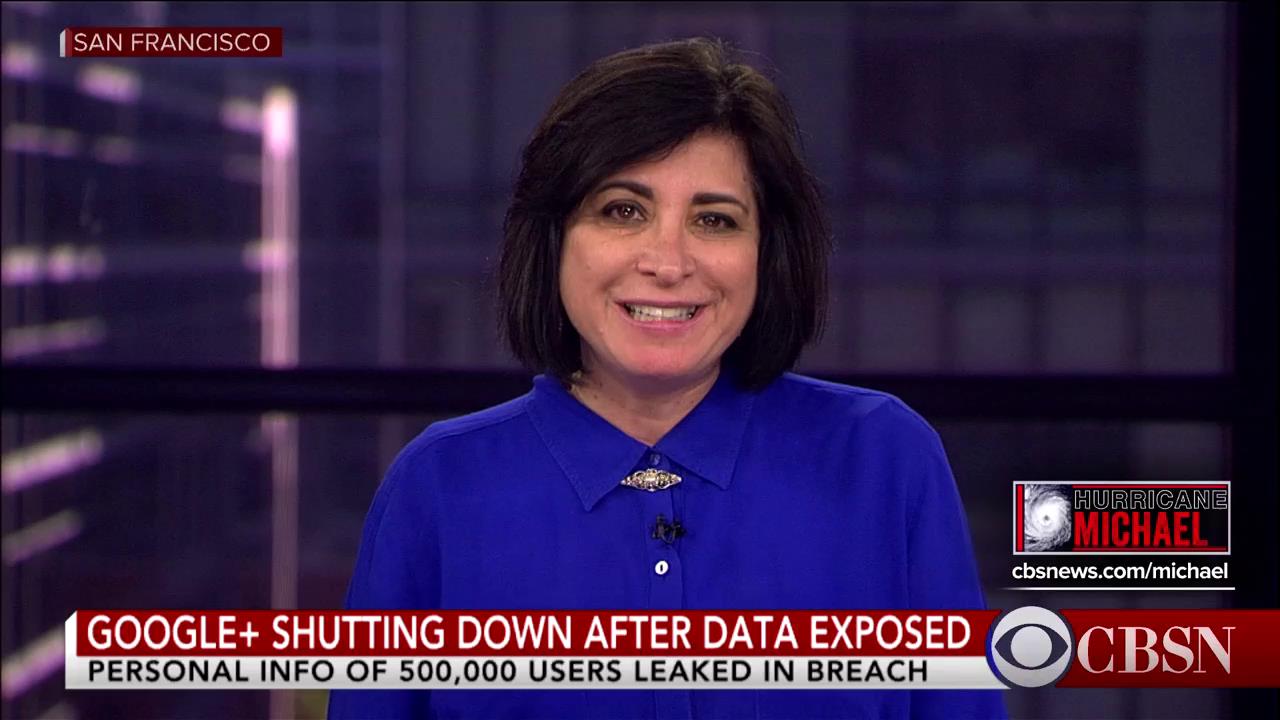 SAN FRANCISCO
HURRICANE
MICHAEL
cbsnews.com/michael
GOOGLE+ SHUTTING DOWN AFTER DATA EXPOSED
PERSONAL INFO OF 500,000 USERS LEAKED IN BREACH
CBSN